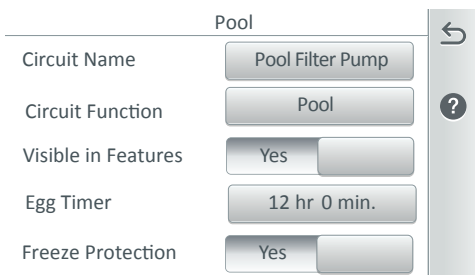 Pool
Circuit Name Pool Filter Pump
Circuit Function Pool
Visible in Features Yes
Egg Timer 12 hr 0 min.
Freeze Protection Yes
?